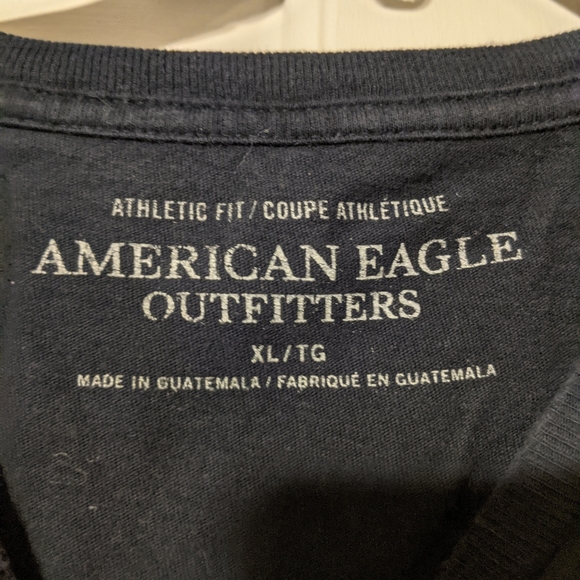 ATHLETIC FIT / COUPE ATHLÉTIQUE
AMERICAN EAGLE
OUTFITTERS
XL/TG
MADE IN GUATEMALA / FABRIQUÉ EN GUATEMALA